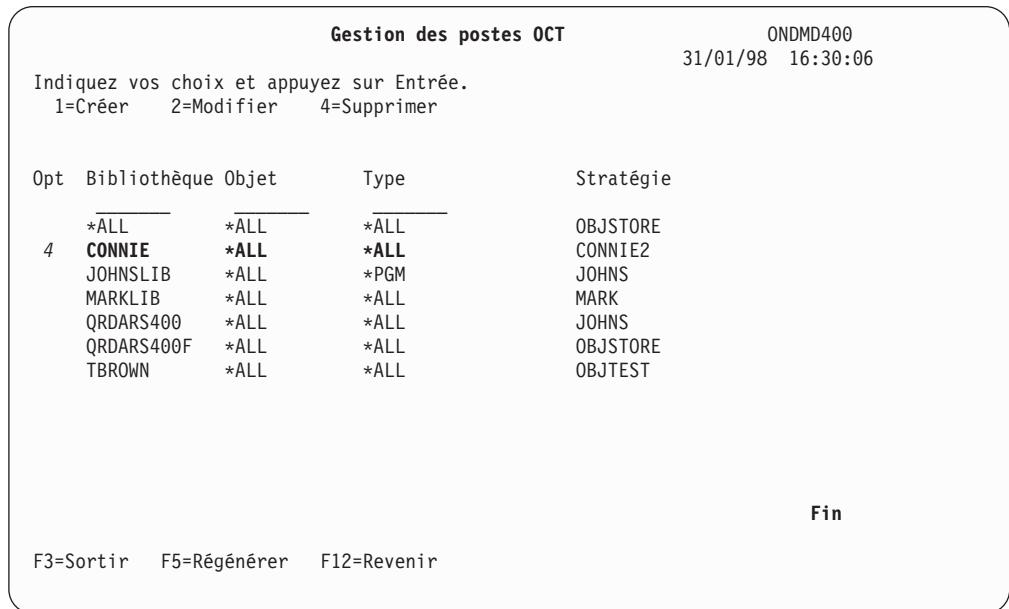 Gestion des postes OCT ONDMD400
31/01/98 16:30:06
Indiquez vos choix et appuyez sur Entrée.
1=Créer 2=Modifier 4=Supprimer
Opt Bibliothèque Objet Type Stratégie
_______ _______ _______
*ALL *ALL *ALL OBJSTORE
4 CONNIE *ALL *ALL CONNIE2
JOHNSLIB *ALL *PGM JOHNS
MARKLIB *ALL *ALL MARK
QRDARS400 *ALL *ALL JOHNS
QRDARS400F *ALL *ALL OBJSTORE
TBROWN *ALL *ALL OBJTEST
Fin
F3=Sortir F5=Régénérer F12=Revenir